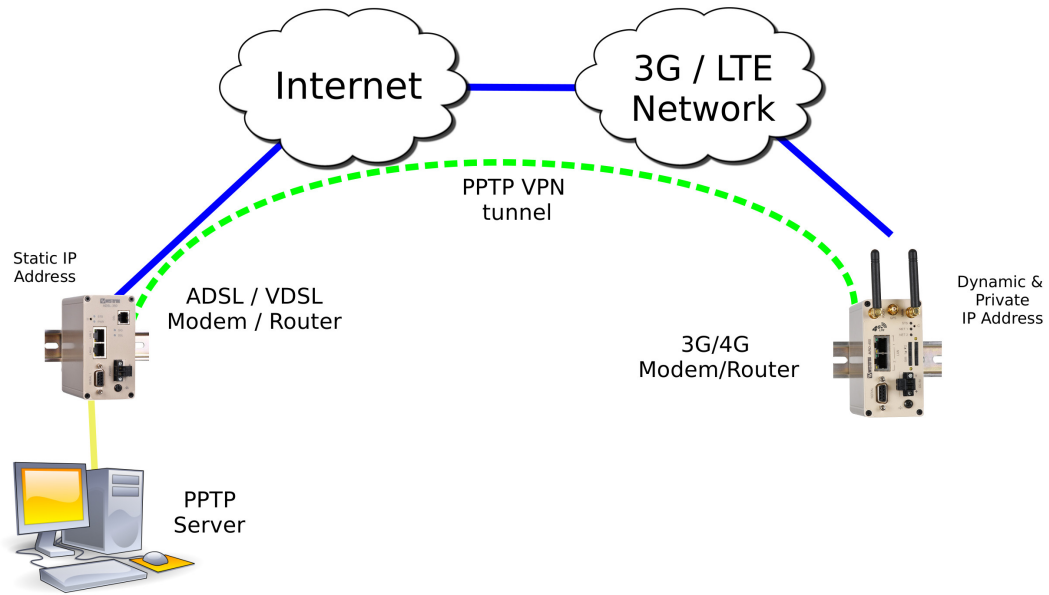 Internet
3G / LTE
Network
PPTP VPN
tunnel
Static IP
Address
ADSL / VDSL
Modem / Router
Dynamic &
Private
IP Address
3G/4G
Modem/Router
PPTP
Server